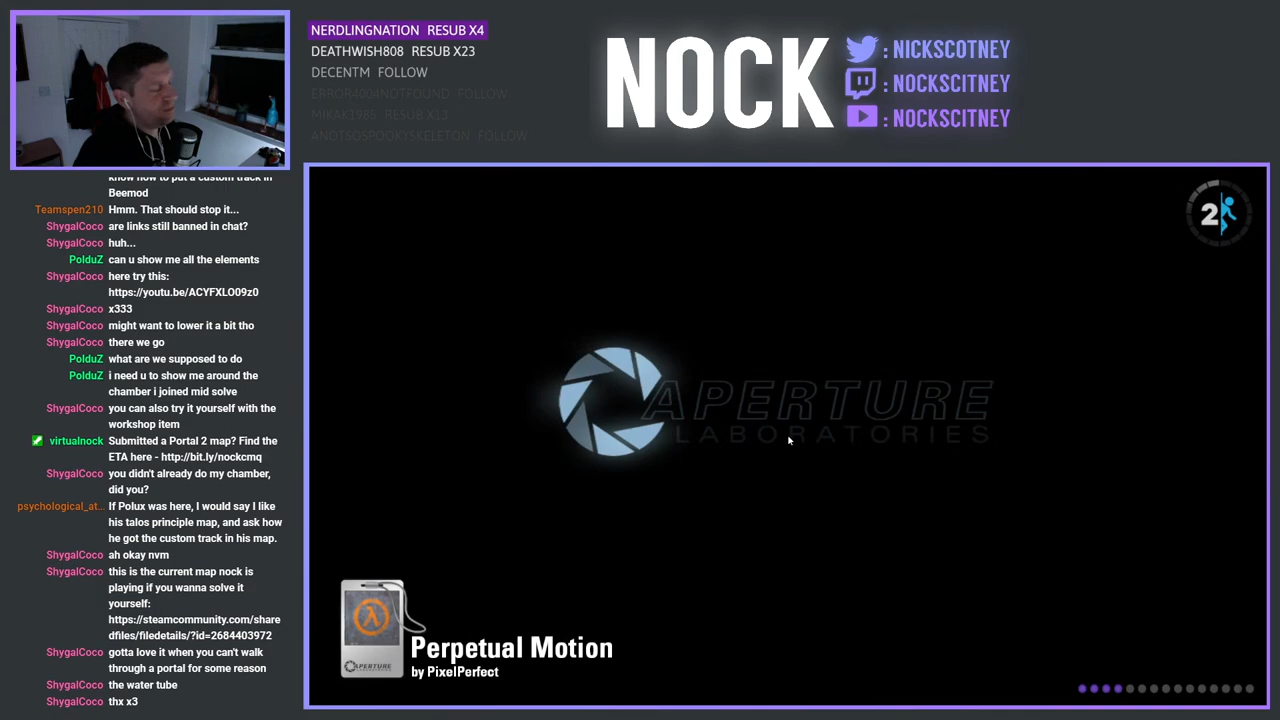 NERDLINGNATION RESUB X4
DEATHWISH808 RESUB X23
DECENTM FOLLOW
ERROR4004NOTFOUND FOLLOW
MIKAK1986 RESUB X13
ANOTSOSPOOKYSKELETON FOLLOW
NOCK
: NICKSCOTNEY
: NOCKSCITNEY
: NOCKSCITNEY
know how to put a custom track in
Beemod
Teamspen210 Hmm. That should stop it...
ShygalCoco are links still banned in chat?
ShygalCoco huh...
PolduZ can u show me all the elements
ShygalCoco here try this:
https://youtu.be/ACYFXLO09z0
ShygalCoco x333
ShygalCoco might want to lower it a bit tho
ShygalCoco there we go
PolduZ what are we supposed to do
PolduZ i need u to show me around the
chamber i joined mid solve
ShygalCoco you can also try it yourself with the
workshop item
virtualnock Submitted a Portal 2 map? Find the
ETA here - http://bit.ly/nockcmq
ShygalCoco you didn't already do my chamber,
did you?
psychological_at... If Polux was here, I would say I like
his talos principle map, and ask how
he got the custom track in his map.
ShygalCoco ah okay nvm
ShygalCoco this is the current map nock is
playing if you wanna solve it
yourself:
https://steamcommunity.com/share
dfiles/filedetails/?id=2684403972
ShygalCoco gotta love it when you can't walk
through a portal for some reason
ShygalCoco the water tube
ShygalCoco thx x3
2
APERTURE
LABORATORIES
APERTURE
Perpetual Motion
by PixelPerfect